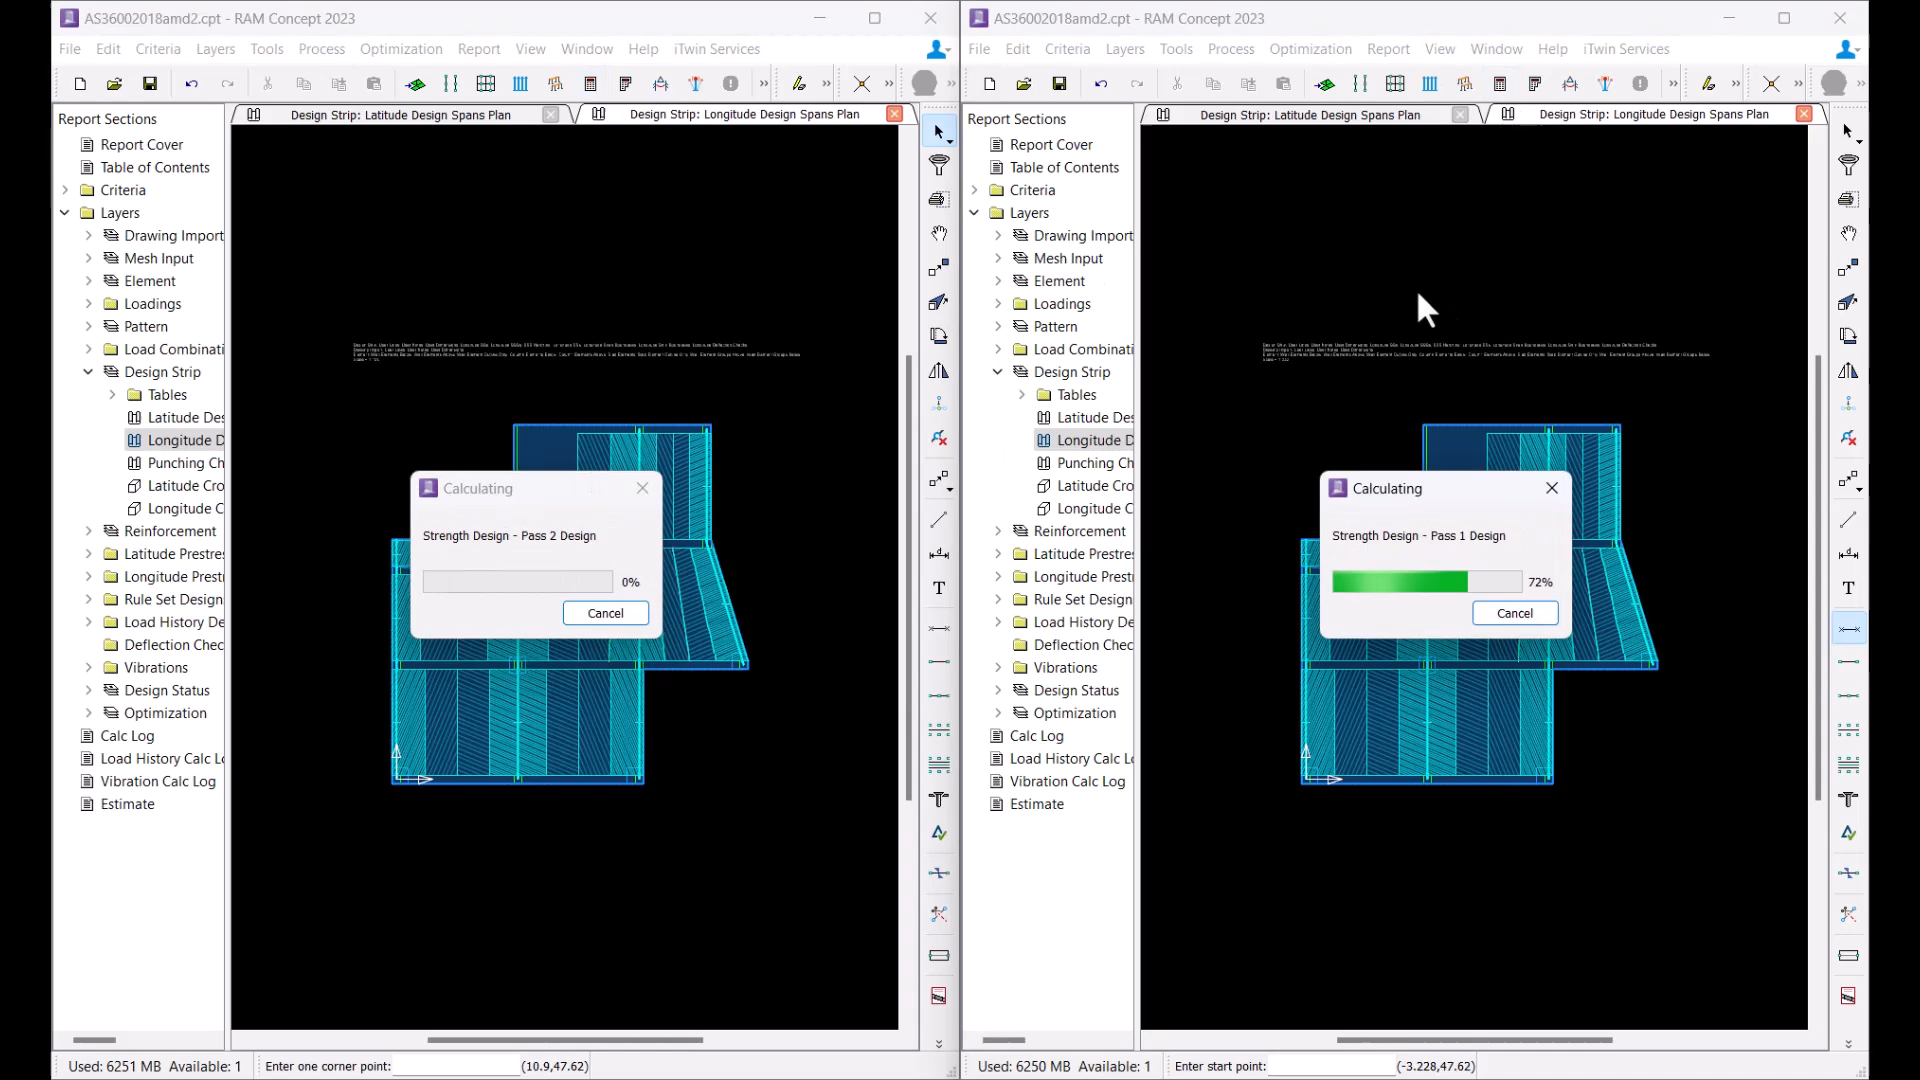 AS36002018amd2.cpt - RAM Concept 2023
File Edit Criteria Layers Tools Process Optimization Report View Window Help iTwin Services
Report Sections
Design Strip: Latitude Design Spans Plan
Design Strip: Longitude Design Spans Plan
Report Cover
Table of Contents
Criteria
Layers
Drawing Import
Mesh Input
Element
Loadings
Pattern
Load Combinati
Design Strip
Tables
Latitude Des
Longitude D
Punching Ch
Latitude Cro
Longitude C
Reinforcement
Latitude Prestres
Longitude Prest
Rule Set Design
Load History De
Deflection Chec
Vibrations
Design Status
Optimization
Calc Log
Load History Calc Lo
Vibration Calc Log
Estimate
Calculating
Strength Design - Pass 2 Design
0%
Cancel
T
Used: 6251 MB Available: 1
Enter one corner point:
(10.9,47.62)
AS36002018amd2.cpt - RAM Concept 2023
File Edit Criteria Layers Tools Process Optimization Report View Window Help iTwin Services
Report Sections
Design Strip: Latitude Design Spans Plan
Design Strip: Longitude Design Spans Plan
Report Cover
Table of Contents
Criteria
Layers
Drawing Import
Mesh Input
Element
Loadings
Pattern
Load Combinati
Design Strip
Tables
Latitude Des
Longitude D
Punching Ch
Latitude Cro
Longitude C
Reinforcement
Latitude Prestres
Longitude Prest
Rule Set Design
Load History De
Deflection Chec
Vibrations
Design Status
Optimization
Calc Log
Load History Calc Lo
Vibration Calc Log
Estimate
Calculating
Strength Design - Pass 1 Design
72%
Cancel
T
Used: 6250 MB Available: 1
Enter start point:
(-3.228,47.62)